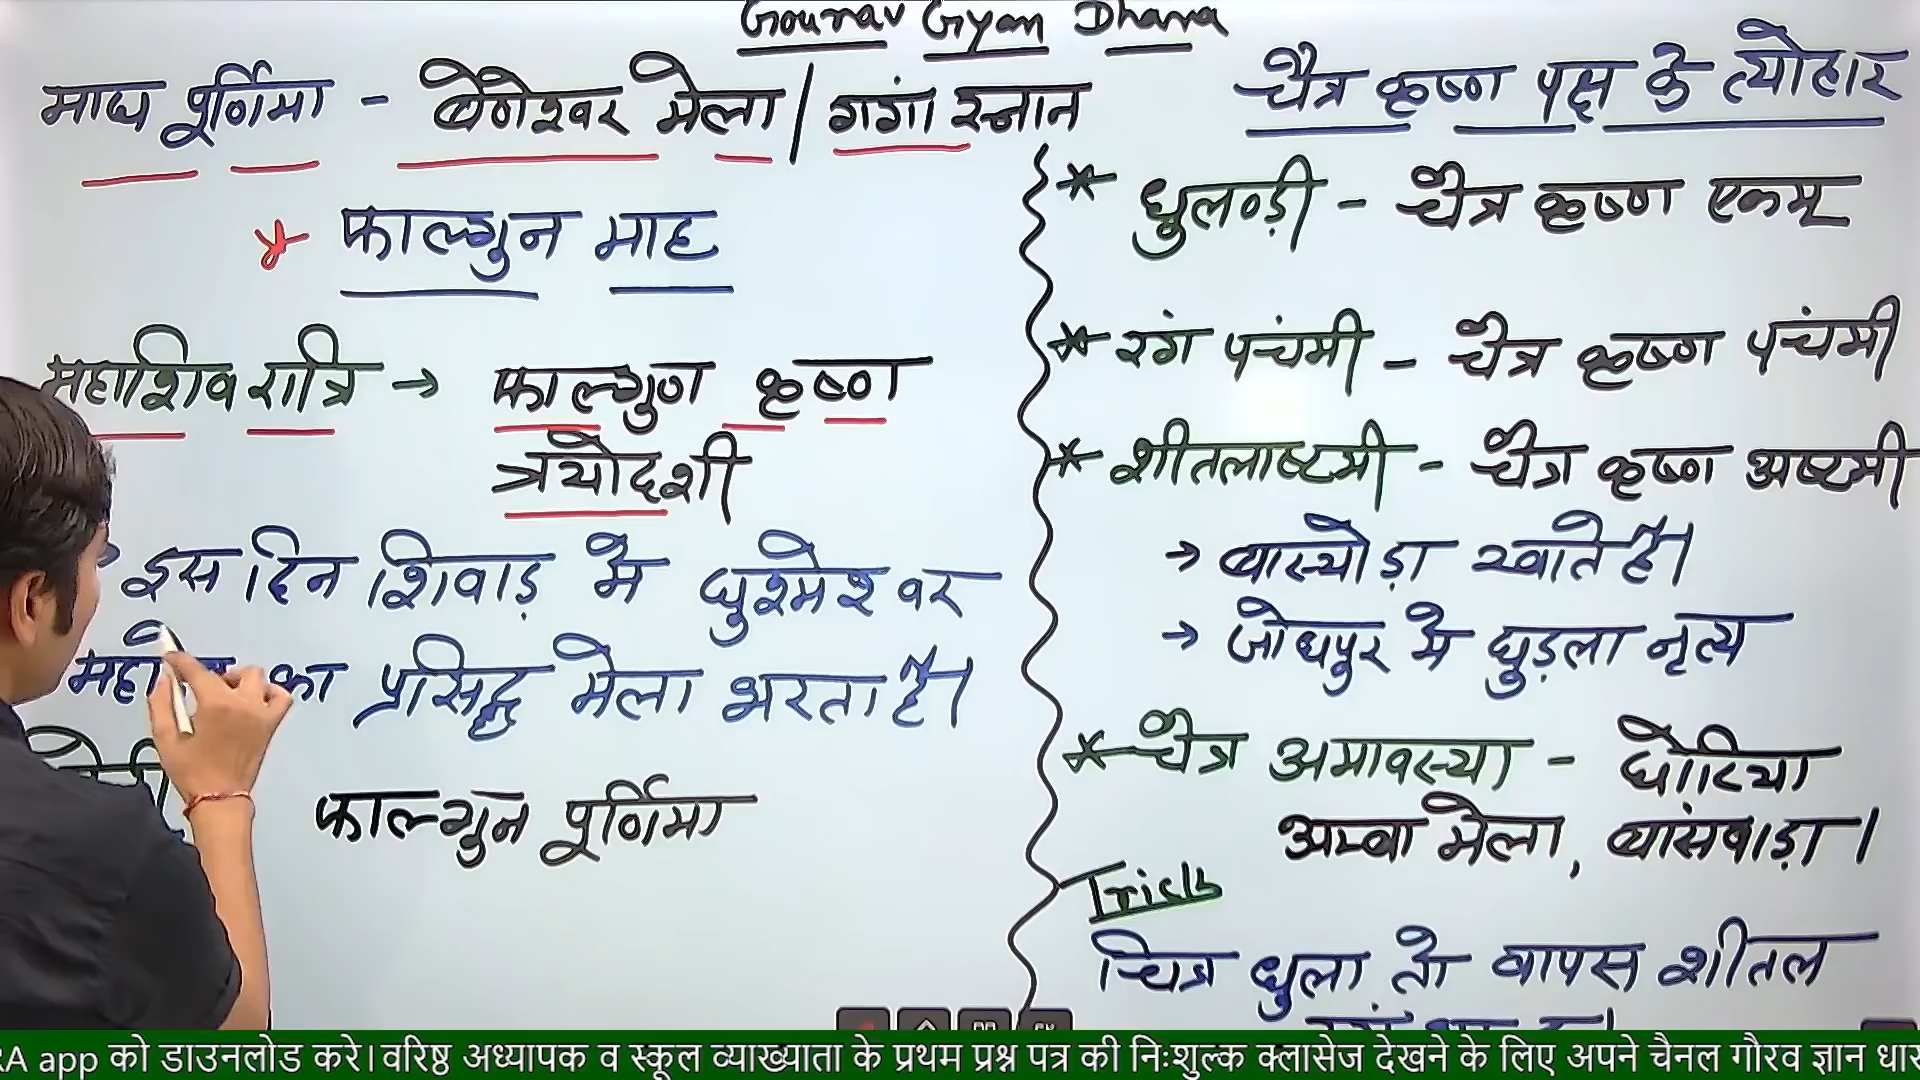 Gourav Gyan Dhara
माघ पूर्णिमा - बेणेश्वर मेला / गंगा स्नान
* फाल्गुन माह
महाशिव रात्रि → फाल्गुण कृष्ण
त्रयोदशी
इस दिन शिवाड़ मे घुश्मेश्वर
का प्रसिद्ध मेला भरता है।
फाल्गुन पूर्णिमा
चैत्र कृष्ण पक्ष के त्योहार
* धुलण्ड़ी - चैत्र कृष्ण एकम
* रंग पंचमी - चैत्र कृष्ण पंचमी
* शीतलाष्टमी - चैत्र कृष्ण अष्टमी
→ बास्योड़ा खाते है।
→ जोधपुर मे घुड़ला नृत्य
* चैत्र अमावस्या - घोटिया
अम्बा मेला, बांसवाड़ा।
Trick
चित्र धुला तो वापस शीतल
RA app को डाउनलोड करे। वरिष्ठ अध्यापक व स्कूल व्याख्याता के प्रथम प्रश्न पत्र की निःशुल्क क्लासेज देखने के लिए अपने चैनल गौरव ज्ञान